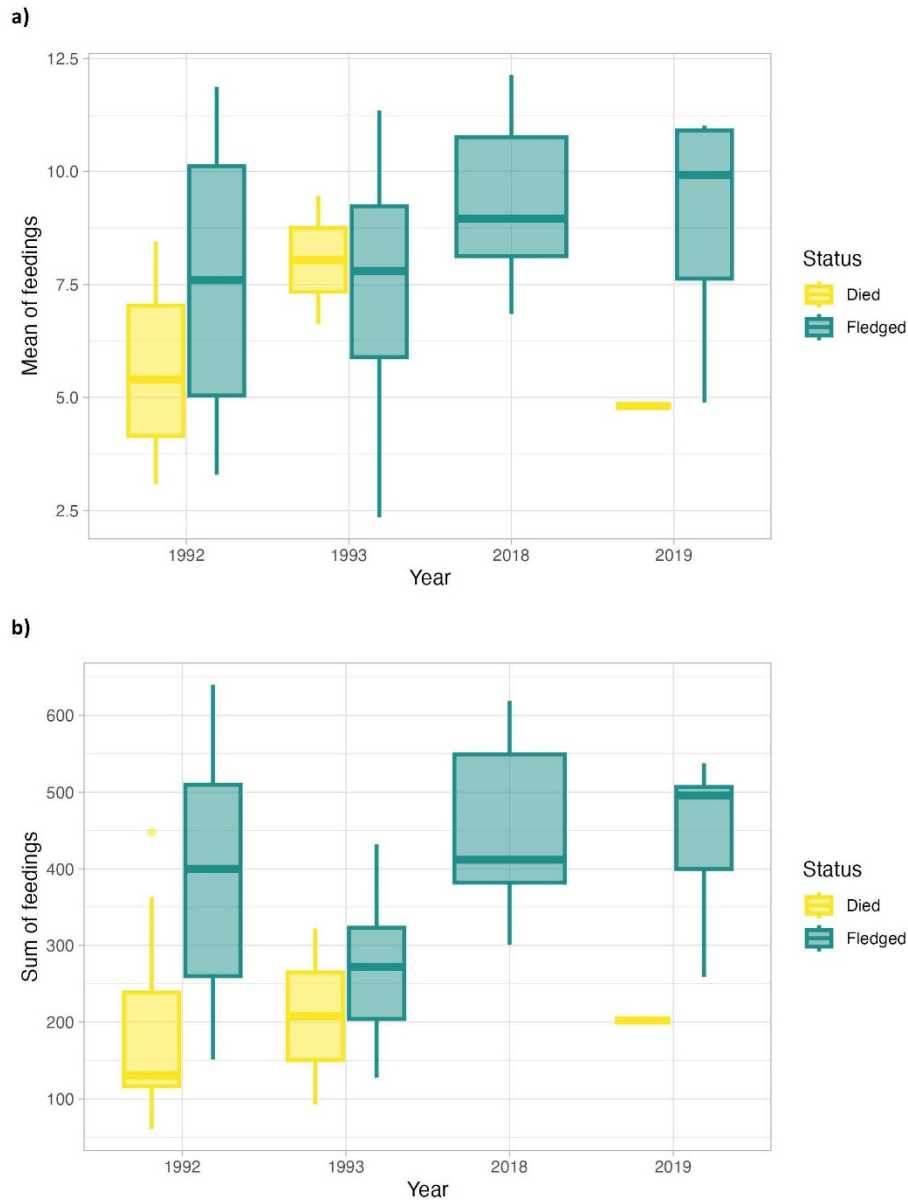 a)
12.5
10.0
7.5
5.0
2.5
Mean of feedings
1992 1993 2018 2019
Year
Status
Died
Fledged
b)
600
500
400
300
200
100
Sum of feedings
1992 1993 2018 2019
Year
Status
Died
Fledged